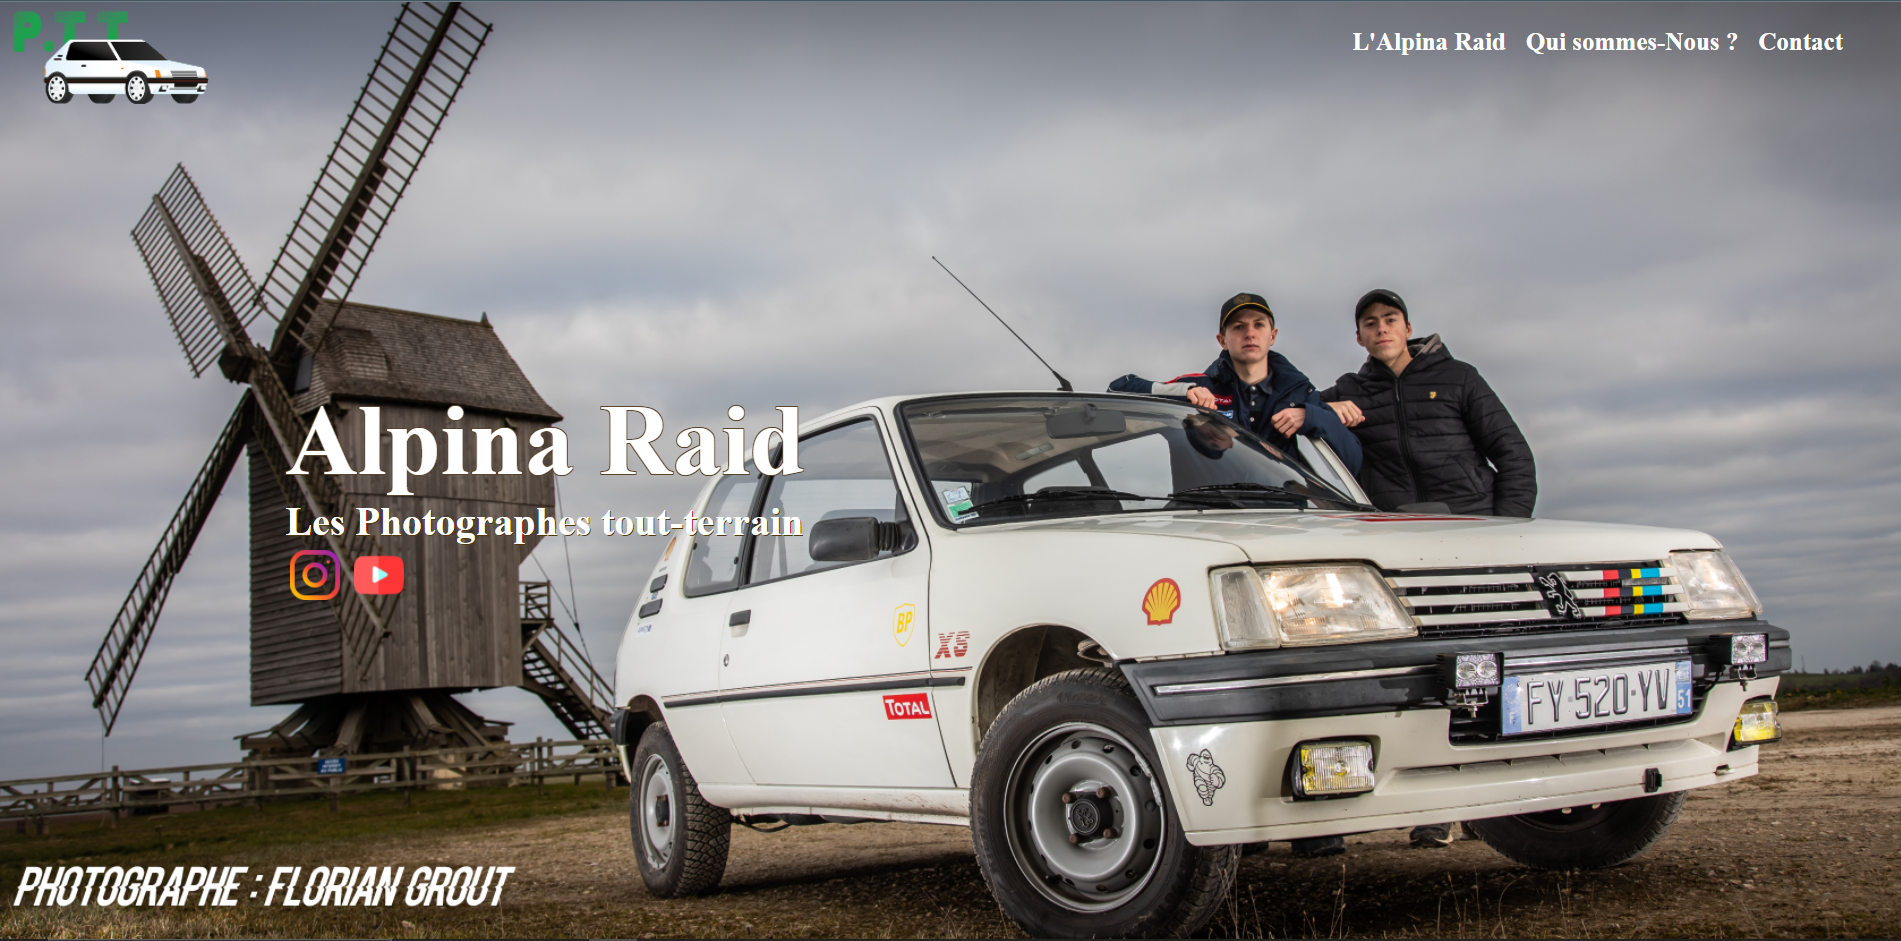 P.T.T
L'Alpina Raid Qui sommes-Nous ? Contact
Alpina Raid
Les Photographes tout-terrain
BP
XS
TOTAL
FY-520-YV
51
PHOTOGRAPHE : FLORIAN GROUT